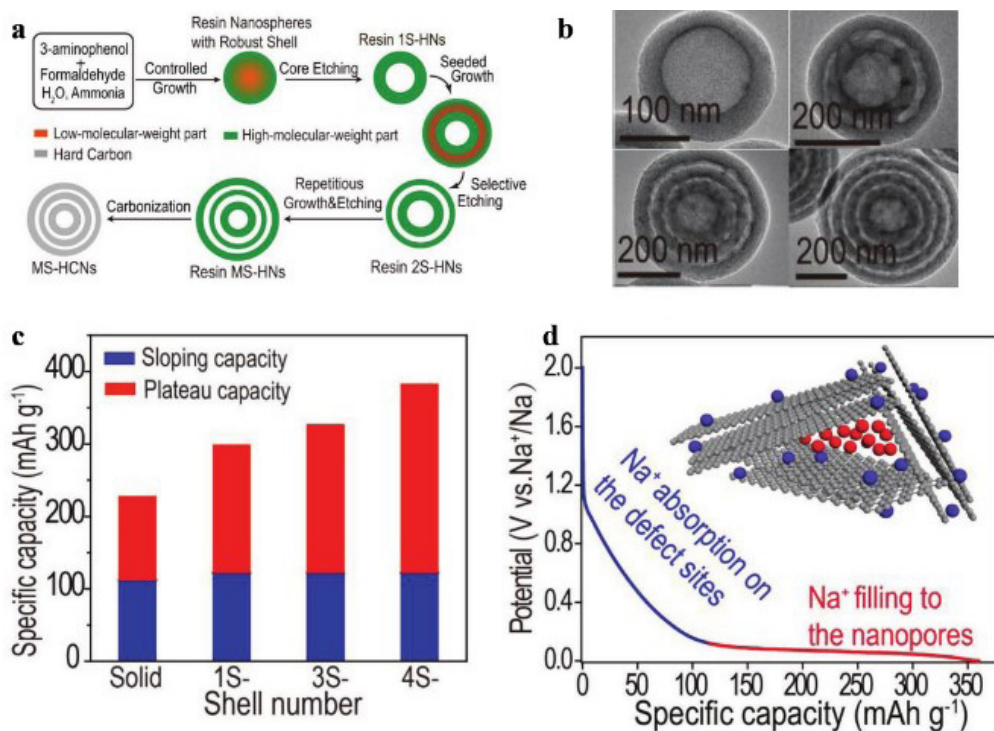 a
3-aminophenol
+
Formaldehyde
H2O, Ammonia
Controlled
Growth
Resin Nanospheres
with Robust Shell
Core Etching
Resin 1S-HNs
Seeded
Growth
Low-molecular-weight part
High-molecular-weight part
Hard Carbon
Selective
Etching
Repetitious
Growth&Etching
Carbonization
MS-HCNs
Resin MS-HNs
Resin 2S-HNs
b
100 nm
200 nm
200 nm
200 nm
c
Specific capacity (mAh g⁻¹)
400
300
200
100
0
Sloping capacity
Plateau capacity
Solid
1S-
3S-
4S-
Shell number
d
Potential (V vs.Na⁺/Na)
2.0
1.6
1.2
0.8
0.4
0.0
Na⁺ absorption on
the defect sites
Na⁺ filling to
the nanopores
0 50 100 150 200 250 300 350
Specific capacity (mAh g⁻¹)